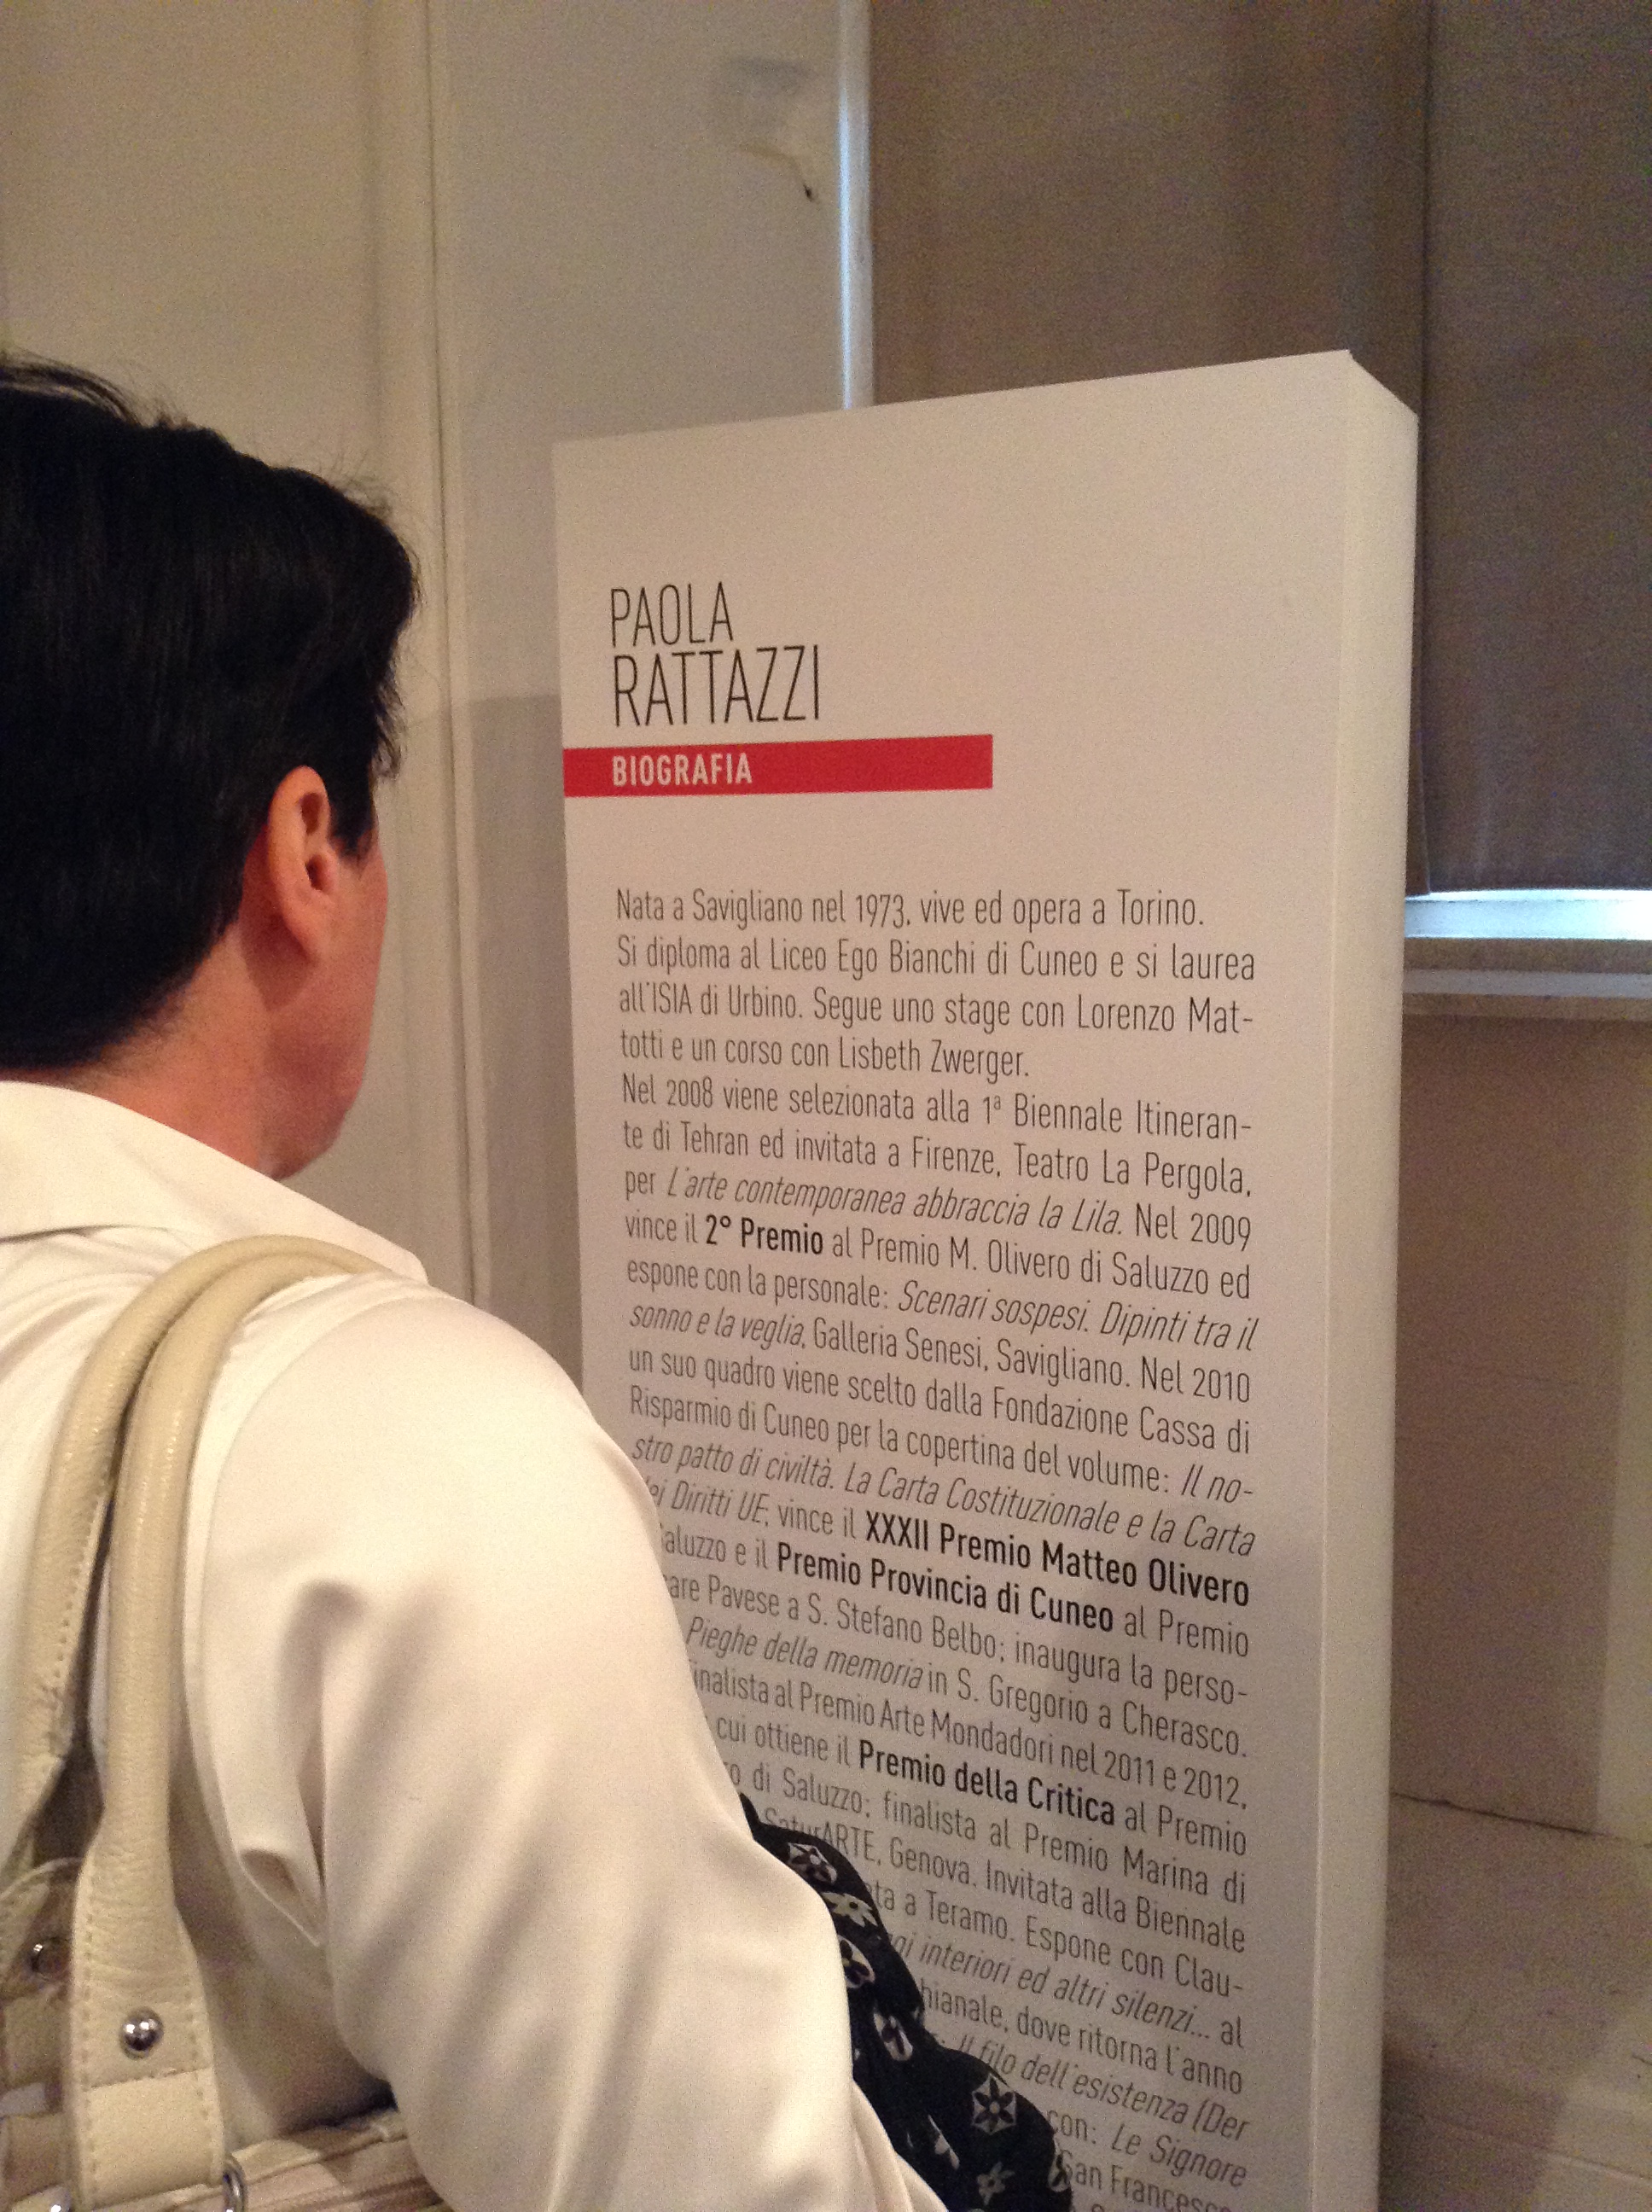 PAOLA
RATTAZZI
BIOGRAFIA
Nata a Savigliano nel 1973, vive ed opera a Torino.
Si diploma al Liceo Ego Bianchi di Cuneo e si laurea
all'ISIA di Urbino. Segue uno stage con Lorenzo Mat-
totti e un corso con Lisbeth Zwerger.
Nel 2008 viene selezionata alla 1ª Biennale Itineran-
te di Tehran ed invitata a Firenze, Teatro La Pergola,
per L'arte contemporanea abbraccia la Lila. Nel 2009
vince il 2° Premio al Premio M. Olivero di Saluzzo ed
espone con la personale: Scenari sospesi. Dipinti tra il
sonno e la veglia, Galleria Senesi, Savigliano. Nel 2010
un suo quadro viene scelto dalla Fondazione Cassa di
Risparmio di Cuneo per la copertina del volume: Il no-
stro patto di civiltà. La Carta Costituzionale e la Carta
dei Diritti UE, vince il XXXII Premio Matteo Olivero
aluzzo e il Premio Provincia di Cuneo al Premio
are Pavese a S. Stefano Belbo; inaugura la perso-
Pieghe della memoria in S. Gregorio a Cherasco.
inalista al Premio Arte Mondadori nel 2011 e 2012,
cui ottiene il Premio della Critica al Premio
ro di Saluzzo; finalista al Premio Marina di
SaturARTE, Genova. Invitata alla Biennale
ta a Teramo. Espone con Clau-
gi interiori ed altri silenzi... al
hianale, dove ritorna l'anno
Il filo dell'esistenza (Der
con: Le Signore
San Francesco